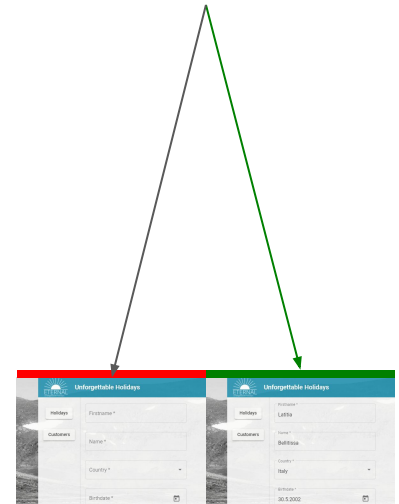 ETERNAL
Unforgettable Holidays
Holidays
Customers
Firstname *
Name *
Country *
Birthdate *
ETERNAL
Unforgettable Holidays
Holidays
Customers
Firstname *
Latitia
Name *
Bellitissa
Country *
Italy
Birthdate *
30.5.2002